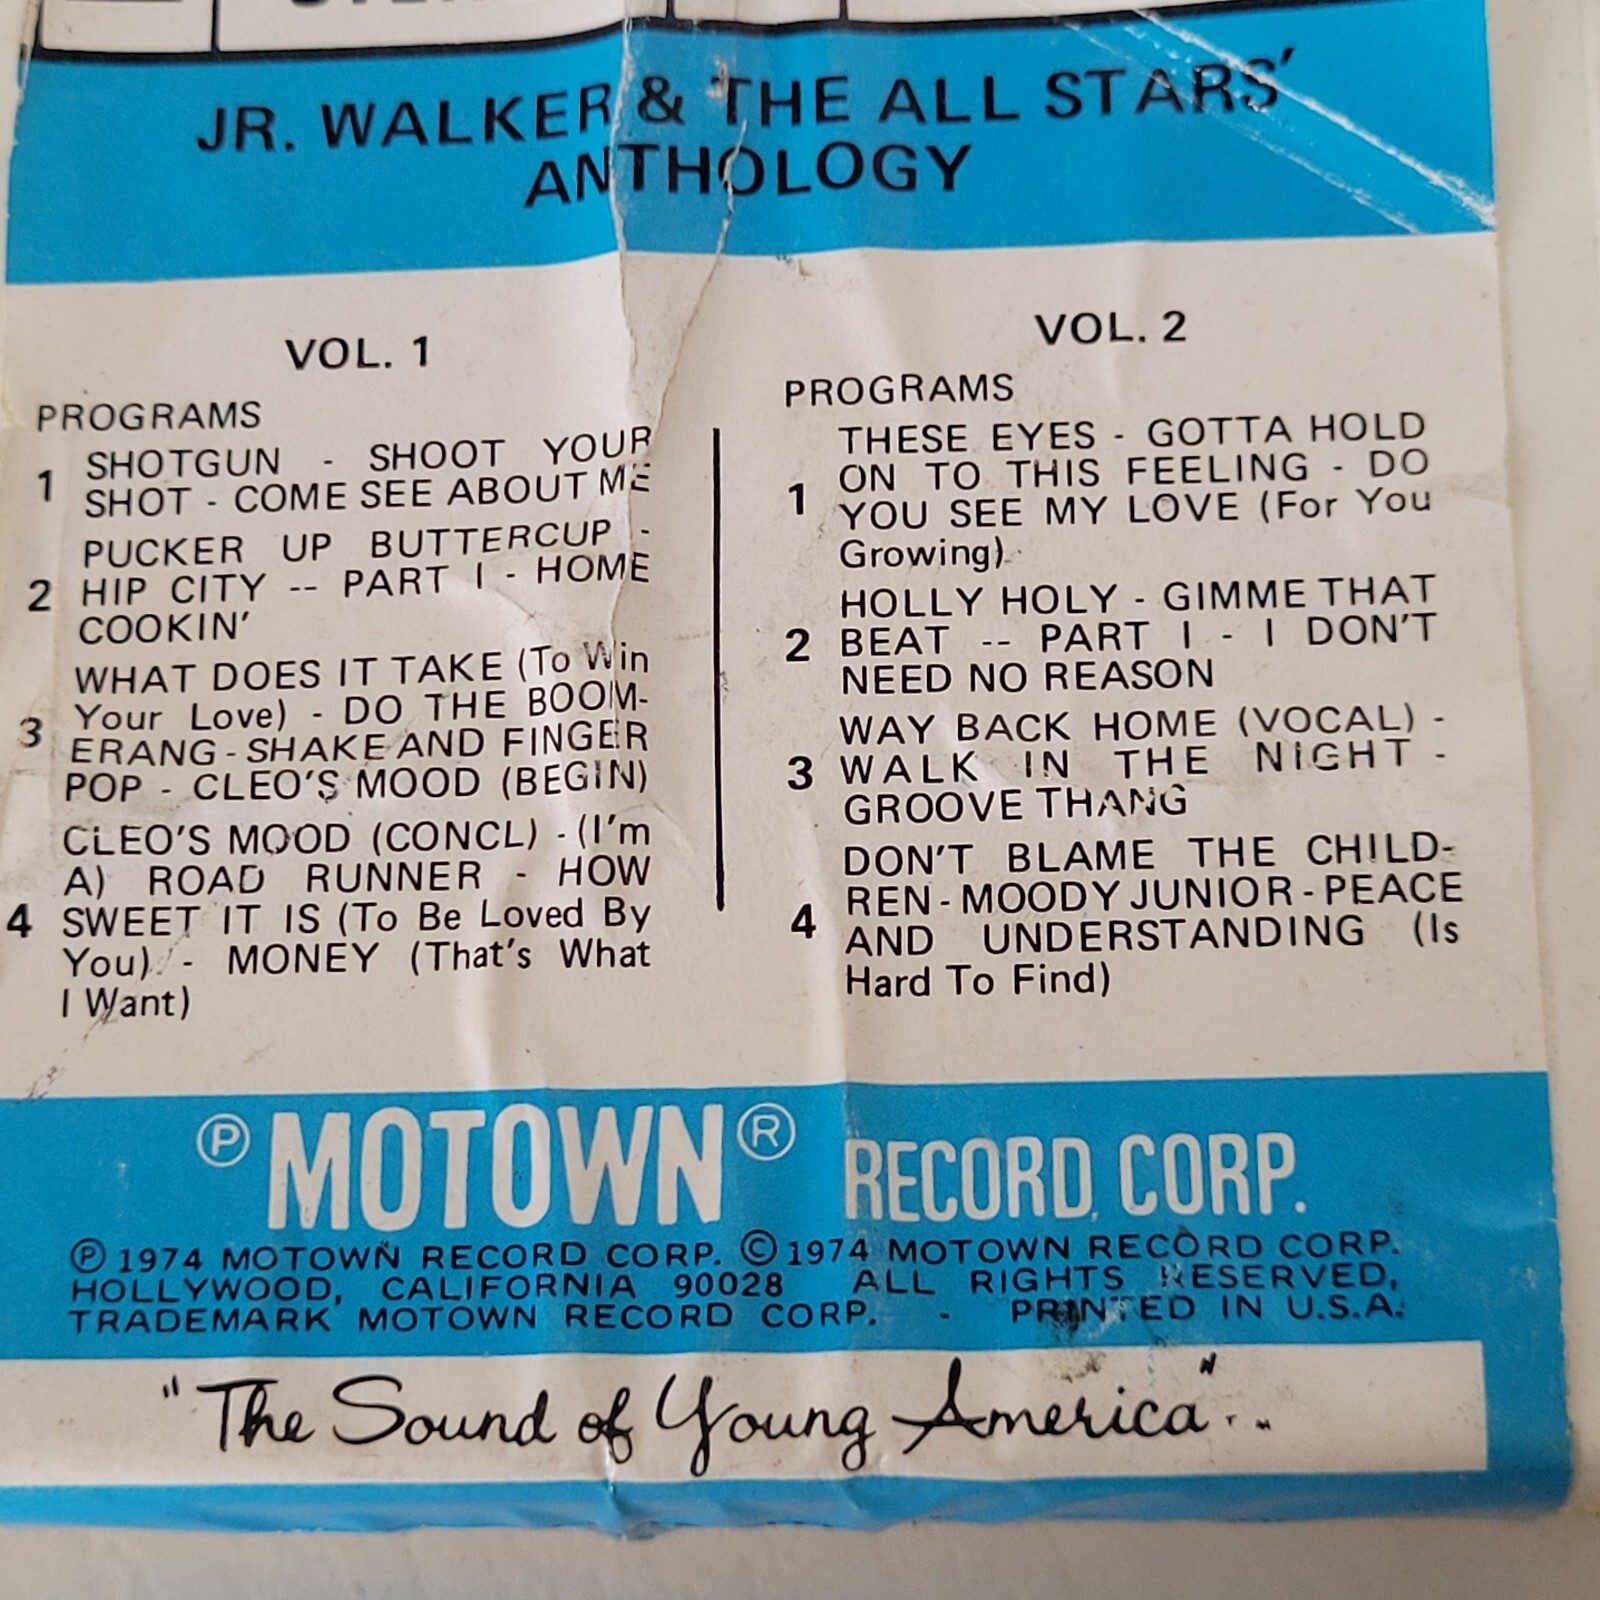 JR. WALKER & THE ALL STARS'
ANTHOLOGY
VOL. 1
PROGRAMS
1 SHOTGUN - SHOOT YOUR
SHOT - COME SEE ABOUT ME
PUCKER UP BUTTERCUP -
2 HIP CITY -- PART I - HOME
COOKIN'
WHAT DOES IT TAKE (To Win
Your Love) - DO THE BOOM-
3 ERANG - SHAKE AND FINGER
POP - CLEO'S MOOD (BEGIN)
CLEO'S MOOD (CONCL) - (I'm
A) ROAD RUNNER - HOW
4 SWEET IT IS (To Be Loved By
You) - MONEY (That's What
I Want)
VOL. 2
PROGRAMS
THESE EYES - GOTTA HOLD
ON TO THIS FEELING - DO
1 YOU SEE MY LOVE (For You
Growing)
HOLLY HOLY - GIMME THAT
2 BEAT -- PART I - I DON'T
NEED NO REASON
WAY BACK HOME (VOCAL) -
3 WALK IN THE NIGHT -
GROOVE THANG
DON'T BLAME THE CHILD-
REN - MOODY JUNIOR - PEACE
4 AND UNDERSTANDING (Is
Hard To Find)
Ⓟ MOTOWN ® RECORD CORP.
Ⓟ 1974 MOTOWN RECORD CORP. © 1974 MOTOWN RECORD CORP.
HOLLYWOOD, CALIFORNIA 90028 ALL RIGHTS RESERVED,
TRADEMARK MOTOWN RECORD CORP. - PRINTED IN U.S.A.
"The Sound of Young America"...